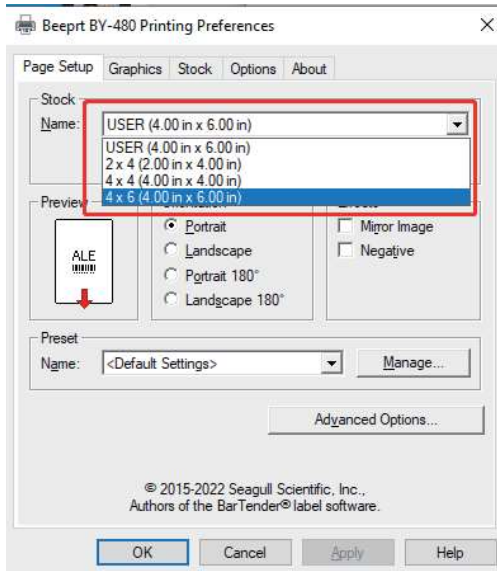 Beeprt BY-480 Printing Preferences
Page Setup Graphics Stock Options About
Stock
Name: USER (4.00 in x 6.00 in)
USER (4.00 in x 6.00 in)
2 x 4 (2.00 in x 4.00 in)
4 x 4 (4.00 in x 4.00 in)
4 x 6 (4.00 in x 6.00 in)
Preview
ALE
Portrait
Landscape
Portrait 180°
Landscape 180°
Mirror Image
Negative
Preset
Name: <Default Settings> Manage...
Advanced Options...
© 2015-2022 Seagull Scientific, Inc.,
Authors of the BarTender® label software.
OK Cancel Apply Help